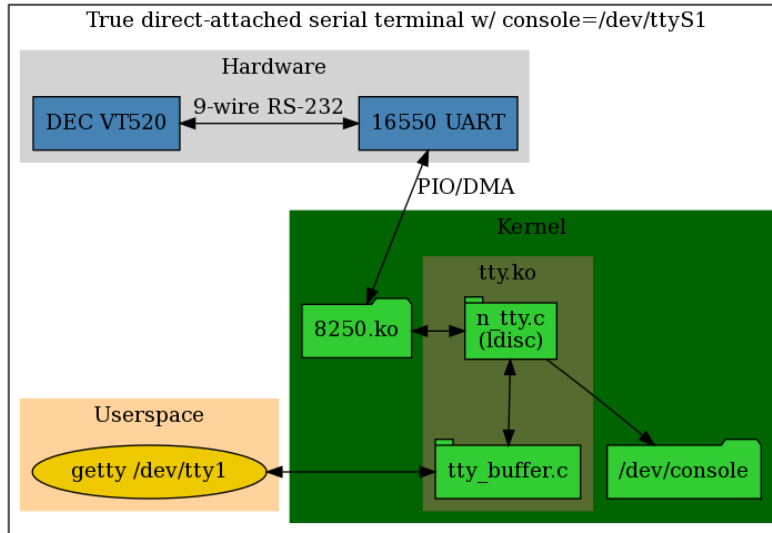 True direct-attached serial terminal w/ console=/dev/ttyS1
Hardware
DEC VT520
9-wire RS-232
16550 UART
PIO/DMA
Kernel
tty.ko
8250.ko
n_tty.c
(ldisc)
Userspace
getty /dev/tty1
tty_buffer.c
/dev/console